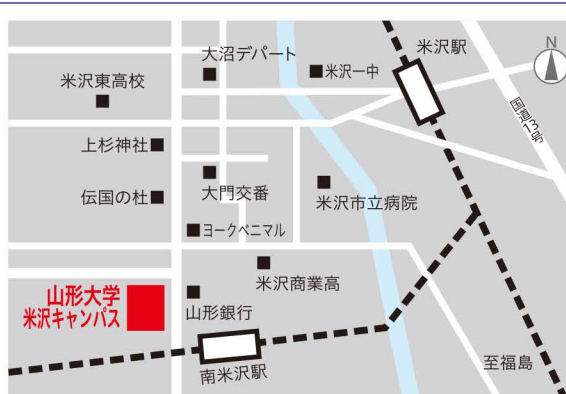 大沼デパート
米沢駅
N
米沢一中
米沢東高校
国道13号
上杉神社
大門交番
伝国の杜
米沢市立病院
ヨークベニマル
米沢商業高
山形大学
米沢キャンパス
山形銀行
至福島
南米沢駅